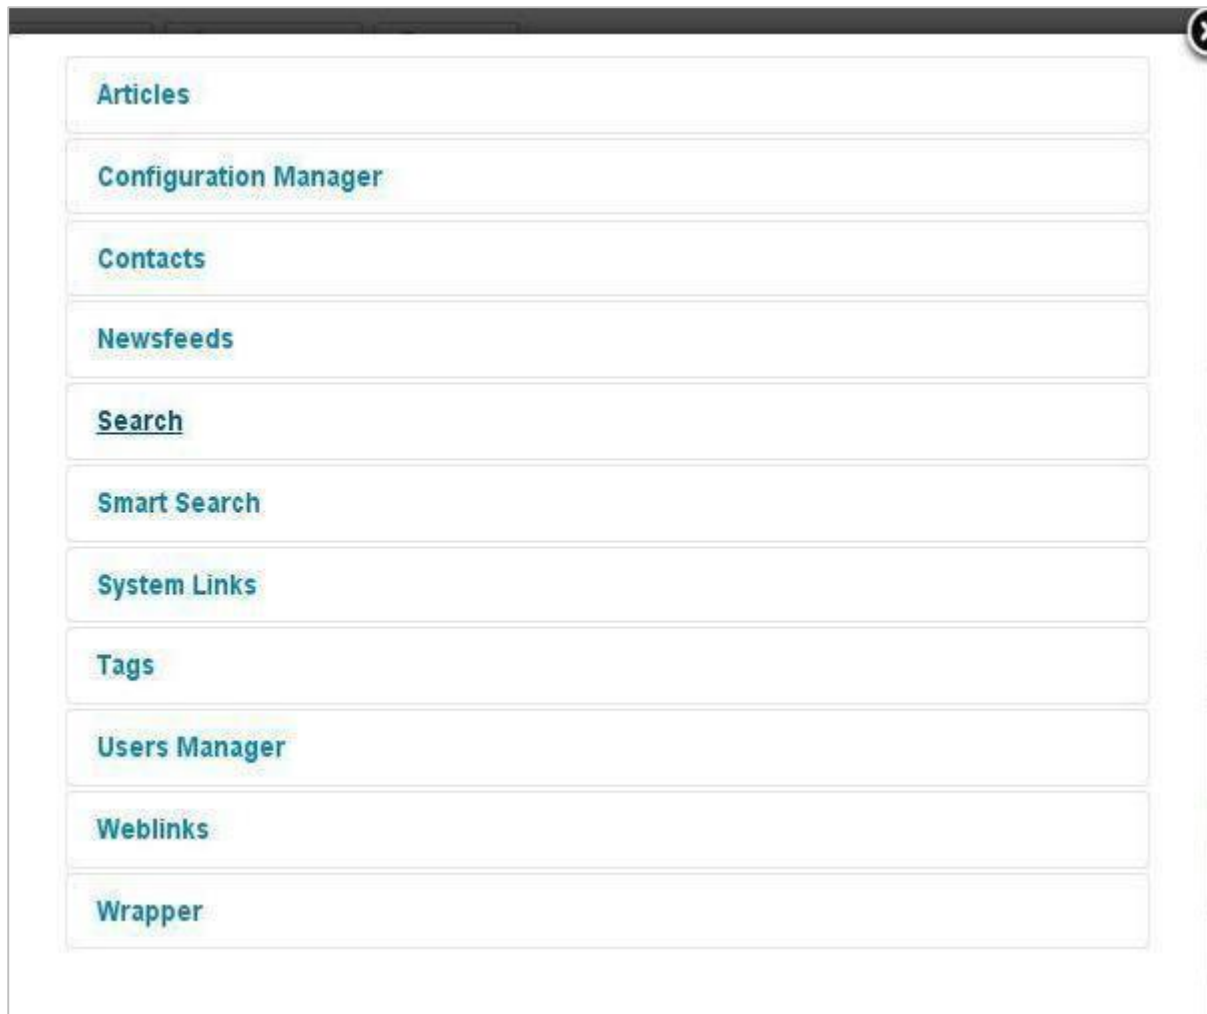 Articles
Configuration Manager
Contacts
Newsfeeds
Search
Smart Search
System Links
Tags
Users Manager
Weblinks
Wrapper